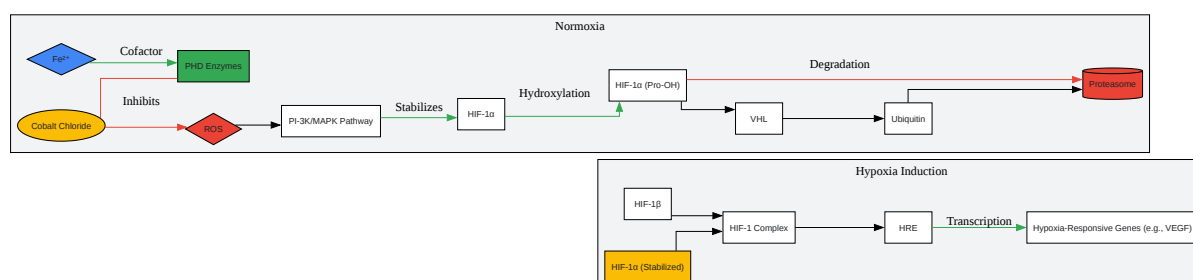 Normoxia
Cofactor
Fe²⁺
PHD Enzymes
Inhibits
Cobalt Chloride
ROS
PI-3K/MAPK Pathway
Stabilizes
HIF-1α
Hydroxylation
HIF-1α (Pro-OH)
Degradation
Proteasome
VHL
Ubiquitin
Hypoxia Induction
HIF-1β
HIF-1α (Stabilized)
HIF-1 Complex
HRE
Transcription
Hypoxia-Responsive Genes (e.g., VEGF)